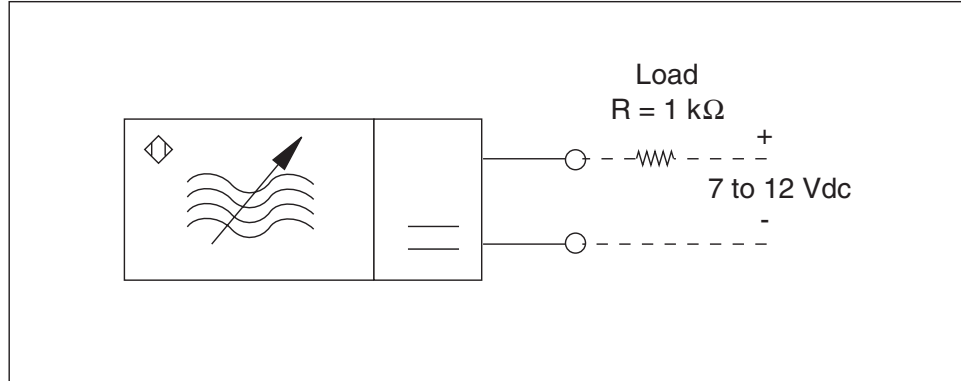 Load
R = 1 kΩ
+
7 to 12 Vdc
-